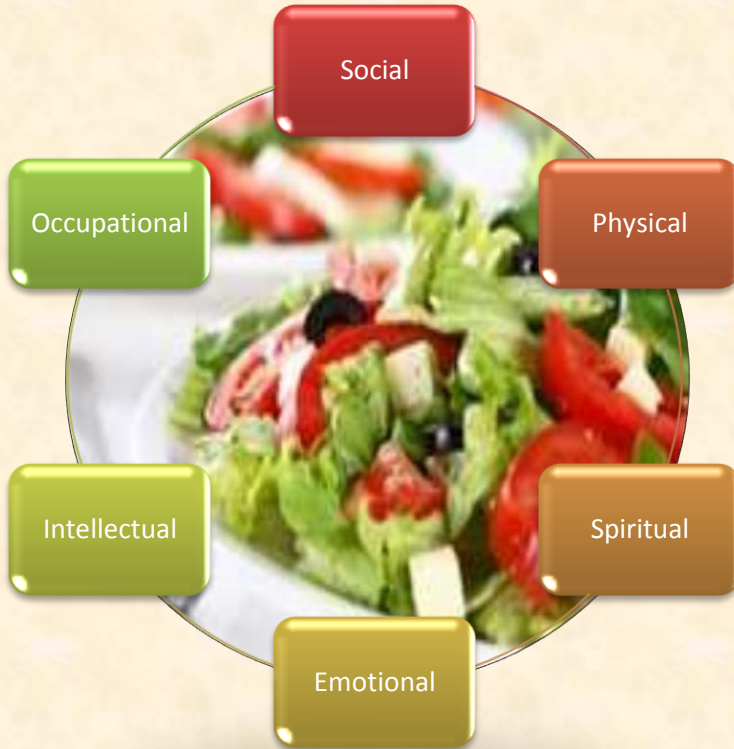 Social
Physical
Spiritual
Emotional
Intellectual
Occupational